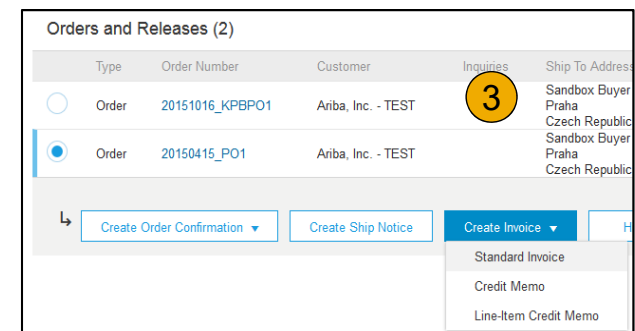 Orders and Releases (2)
Type Order Number Customer Inquiries Ship To Address
Order 20151016_KPBPO1 Ariba, Inc. - TEST 3 Sandbox Buyer
Praha
Czech Republic
Order 20150415_PO1 Ariba, Inc. - TEST Sandbox Buyer
Praha
Czech Republic
Create Order Confirmation ▼ Create Ship Notice Create Invoice ▼ H
Standard Invoice
Credit Memo
Line-Item Credit Memo